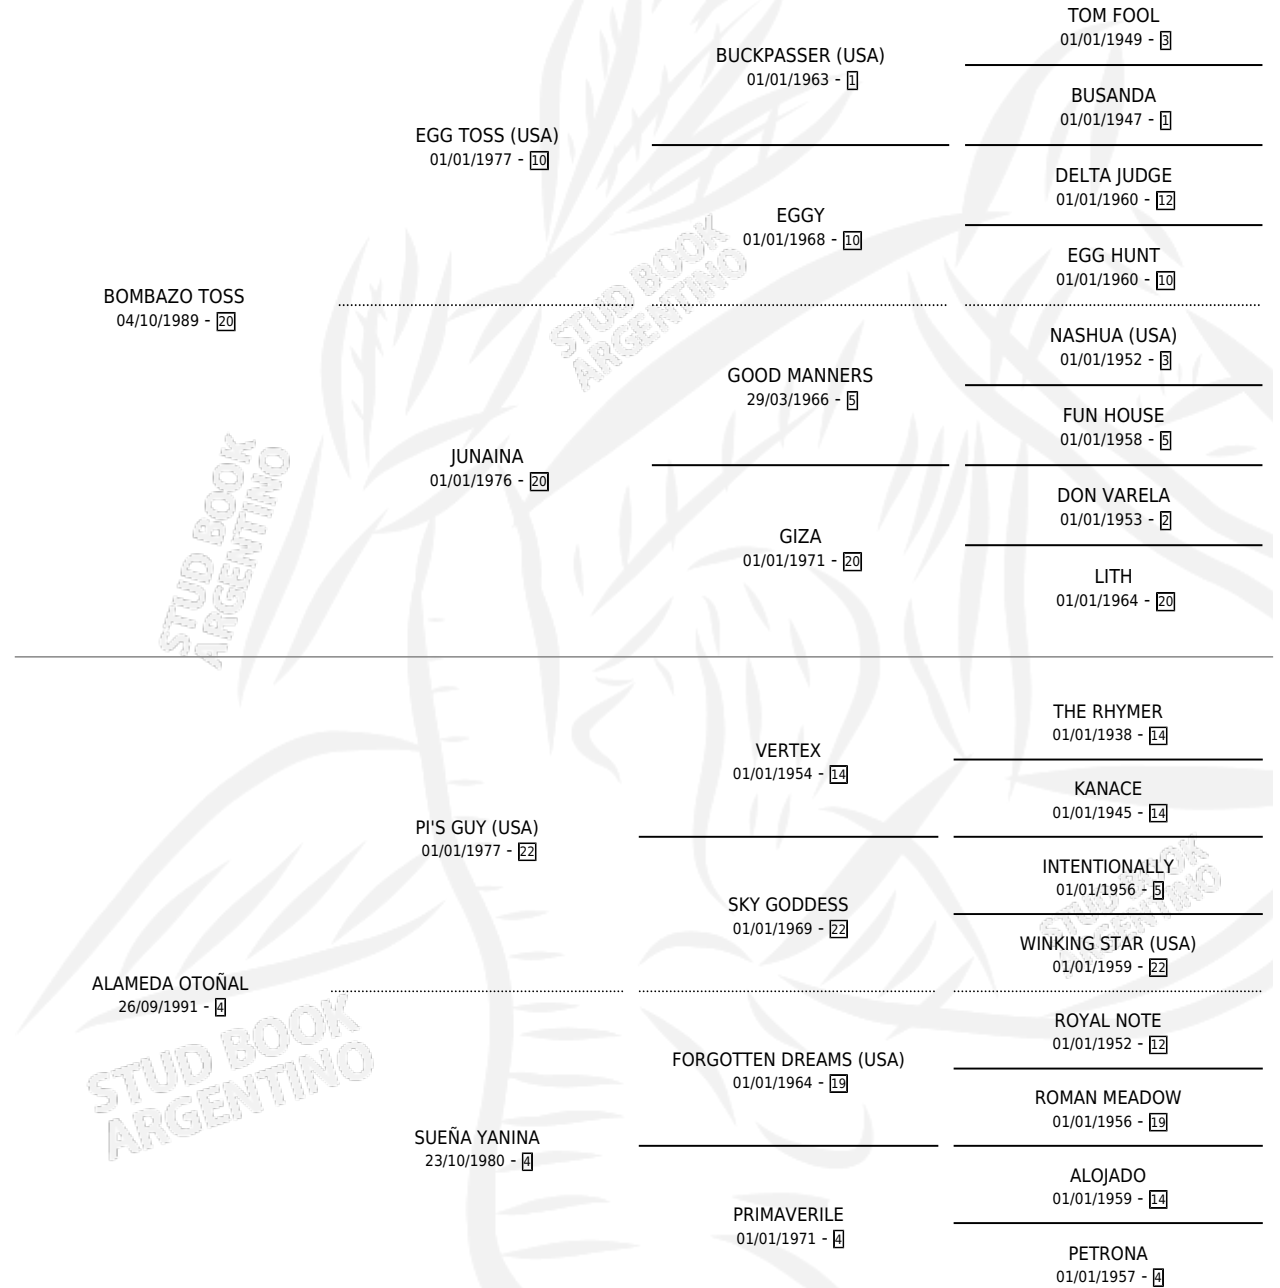 TOM FOOL
01/01/1949 - 3
BUCKPASSER (USA)
01/01/1963 - 1
BUSANDA
01/01/1947 - 1
EGG TOSS (USA)
01/01/1977 - 10
DELTA JUDGE
01/01/1960 - 12
EGGY
01/01/1968 - 10
EGG HUNT
01/01/1960 - 10
BOMBAZO TOSS
04/10/1989 - 20
STUD BOOK
ARGENTINO
NASHUA (USA)
01/01/1952 - 3
GOOD MANNERS
29/03/1966 - 5
FUN HOUSE
01/01/1958 - 5
JUNAINA
01/01/1976 - 20
DON VARELA
01/01/1953 - 2
GIZA
01/01/1971 - 20
LITH
01/01/1964 - 20
STUD BOOK
ARGENTINO
THE RHYMER
01/01/1938 - 14
VERTEX
01/01/1954 - 14
KANACE
01/01/1945 - 14
PI'S GUY (USA)
01/01/1977 - 22
INTENTIONALLY
01/01/1956 - 5
SKY GODDESS
01/01/1969 - 22
WINKING STAR (USA)
01/01/1959 - 22
STUD BOOK
ARGENTINO
ALAMEDA OTOÑAL
26/09/1991 - 4
ROYAL NOTE
01/01/1952 - 12
FORGOTTEN DREAMS (USA)
01/01/1964 - 19
ROMAN MEADOW
01/01/1956 - 19
STUD BOOK
ARGENTINO
SUEÑA YANINA
23/10/1980 - 4
ALOJADO
01/01/1959 - 14
PRIMAVERILE
01/01/1971 - 4
PETRONA
01/01/1957 - 4